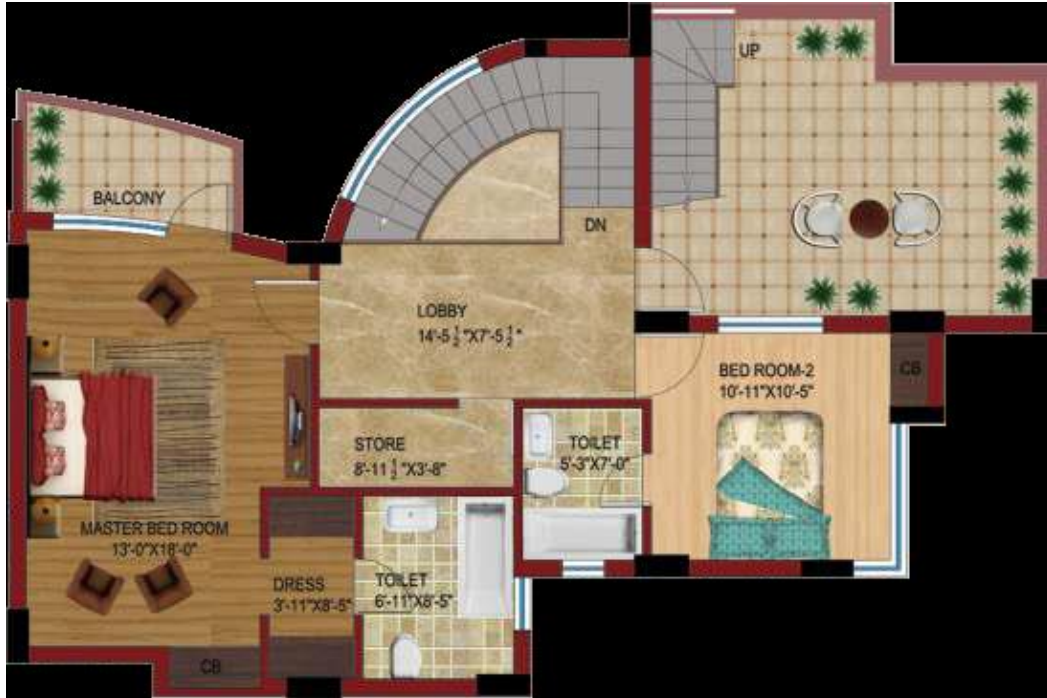 UP
BALCONY
DN
LOBBY
14'-5 1/2"X7'-5 1/2"
BED ROOM-2
10'-11"X10'-5"
CB
STORE
8'-11 1/2"X3'-8"
TOILET
5'-3"X7'-0"
MASTER BED ROOM
13'-0"X18'-0"
DRESS
3'-11"X8'-5"
TOILET
6'-11"X8'-5"
CB